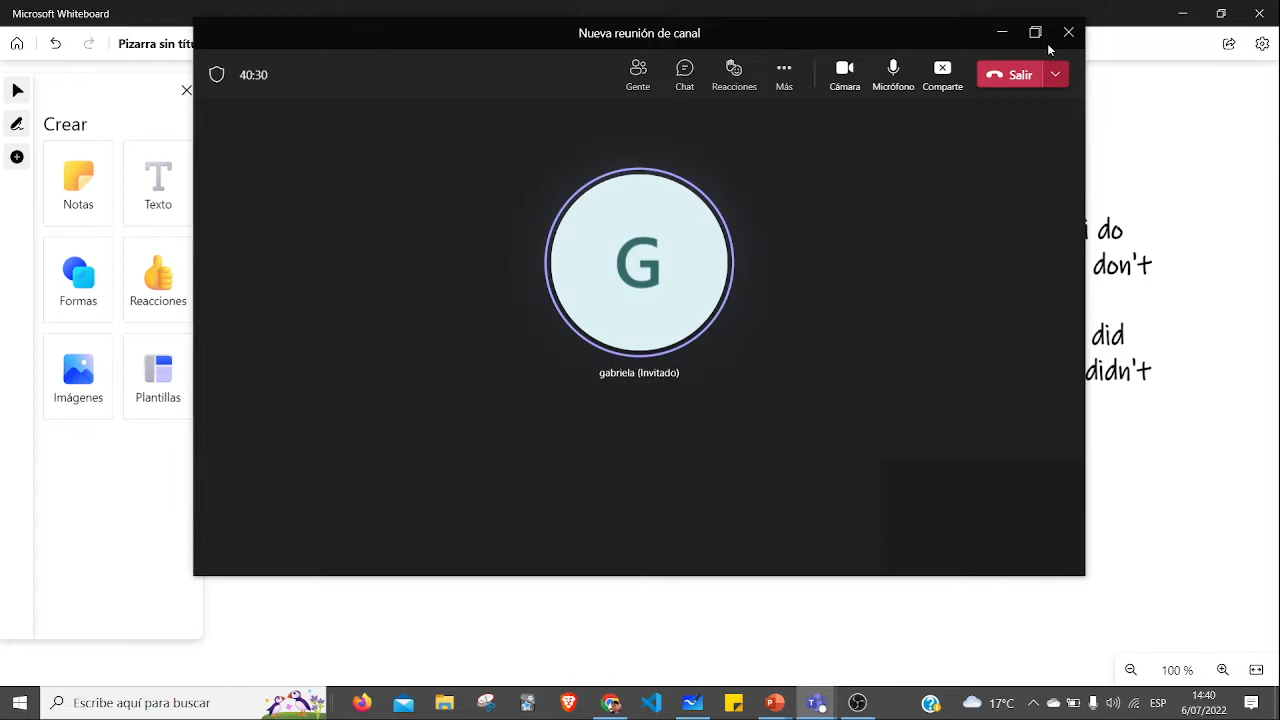 Microsoft Whiteboard
Pizarra sin títu
Nueva reunión de canal
40:30
Gente
Chat
Reacciones
Más
Cámara
Micrófono
Comparte
Salir
Crear
Notas
Texto
Formas
Reacciones
Imágenes
Plantillas
G
gabriela (Invitado)
i do
don't
did
didn't
100 %
Escribe aquí para buscar
17°C
ESP
14:40
6/07/2022